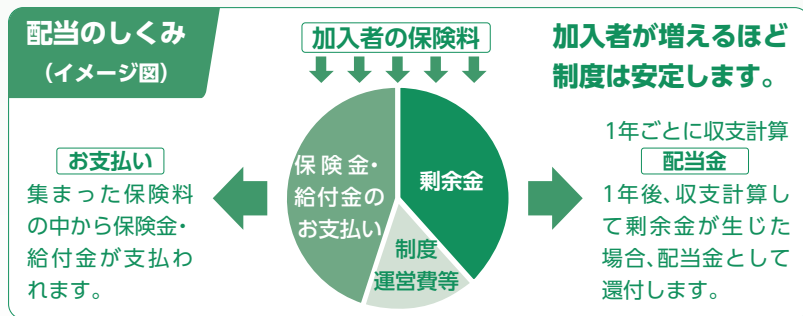 配当のしくみ
（イメージ図）
加入者の保険料
加入者が増えるほど
制度は安定します。
お支払い
集まった保険料
の中から保険金・
給付金が支払わ
れます。
保険金・
給付金の
お支払い
剰余金
制度
運営費等
1年ごとに収支計算
配当金
1年後、収支計算し
て剰余金が生じた
場合、配当金として
還付します。